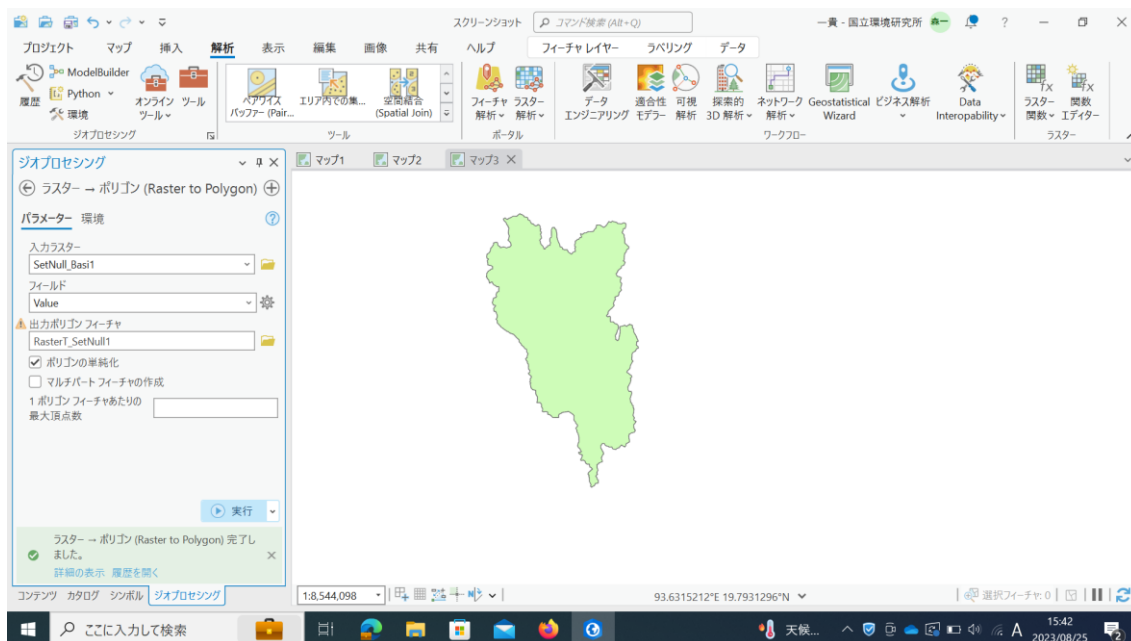 スクリーンショット
コマンド検索 (Alt+Q)
一貴 - 国立環境研究所
プロジェクト マップ 挿入 解析 表示 編集 画像 共有 ヘルプ フィーチャ レイヤー ラベリング データ
履歴
ModelBuilder
Python
環境
オンライン ツール
ツール
ペアワイズ バッファー (Pair...
エリア内での集...
空間結合 (Spatial Join)
フィーチャ 解析
ラスター 解析
データ エンジニアリング
適合性 モデラー
可視 解析
探索的 3D 解析
ネットワーク 解析
Geostatistical Wizard
ビジネス解析
Data Interoperability
ラスター 関数
関数 エディター
ジオプロセシング ツール ポータル ワークフロー ラスター
ジオプロセシング
ラスター → ポリゴン (Raster to Polygon)
パラメーター 環境
入力ラスター
SetNull_Basi1
フィールド
Value
出力ポリゴン フィーチャ
RasterT_SetNull1
ポリゴンの単純化
マルチパート フィーチャの作成
1 ポリゴン フィーチャあたりの
最大頂点数
実行
ラスター → ポリゴン (Raster to Polygon) 完了し
ました。
詳細の表示 履歴を開く
コンテンツ カタログ シンボル ジオプロセシング
マップ1 マップ2 マップ3
1:8,544,098
93.6315212°E 19.7931296°N
選択フィーチャ: 0
ここに入力して検索
天候...
A
15:42
2023/08/25
2